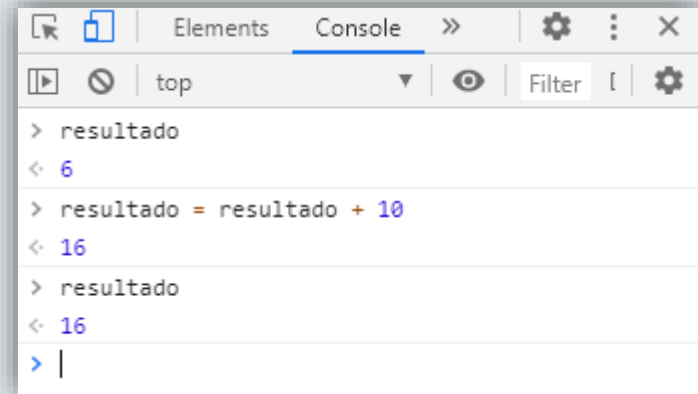 Elements Console »
top ▼ Filter [
> resultado
<· 6
> resultado = resultado + 10
<· 16
> resultado
<· 16
>